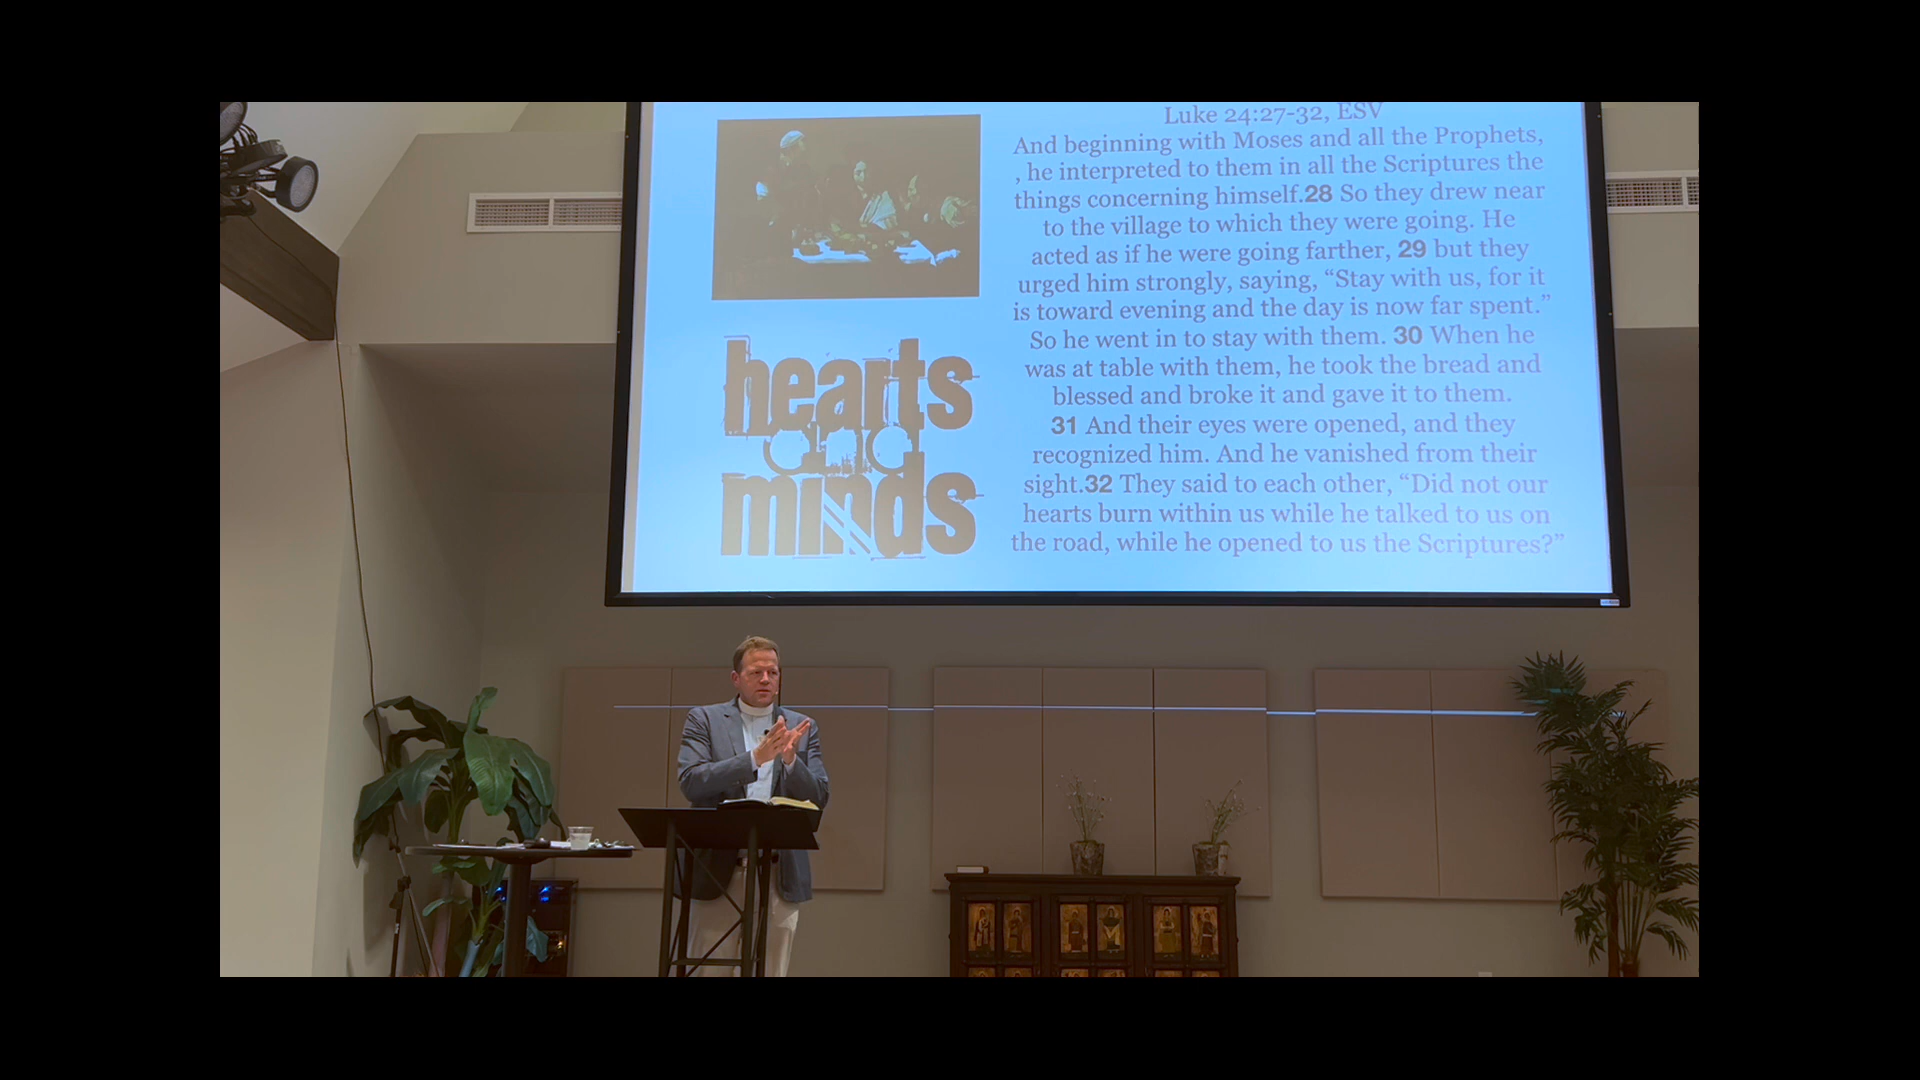 Luke 24:27-32, ESV
And beginning with Moses and all the Prophets,
, he interpreted to them in all the Scriptures the
things concerning himself.28 So they drew near
to the village to which they were going. He
acted as if he were going farther, 29 but they
urged him strongly, saying, “Stay with us, for it
is toward evening and the day is now far spent.”
So he went in to stay with them. 30 When he
was at table with them, he took the bread and
blessed and broke it and gave it to them.
31 And their eyes were opened, and they
recognized him. And he vanished from their
sight.32 They said to each other, “Did not our
hearts burn within us while he talked to us on
the road, while he opened to us the Scriptures?”
hearts
and
minds